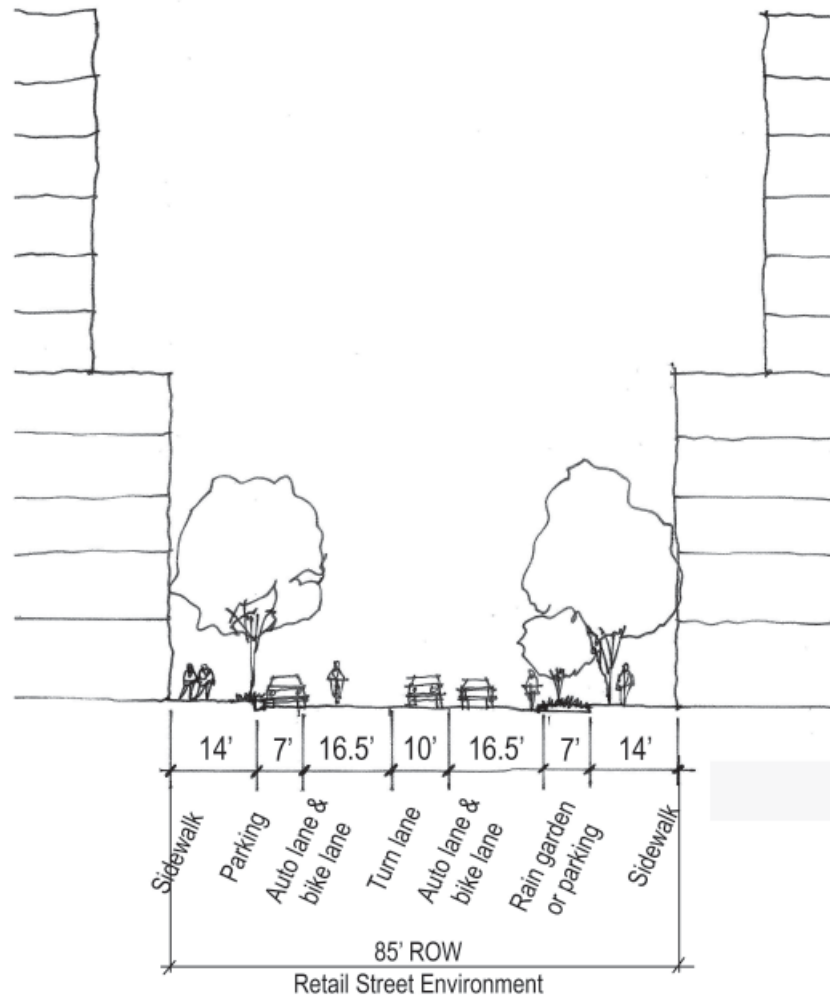 14’ 7’ 16.5’ 10’ 16.5’ 7’ 14’
Sidewalk
Parking
Auto lane &
bike lane
Turn lane
Auto lane &
bike lane
Rain garden
or parking
Sidewalk
85’ ROW
Retail Street Environment